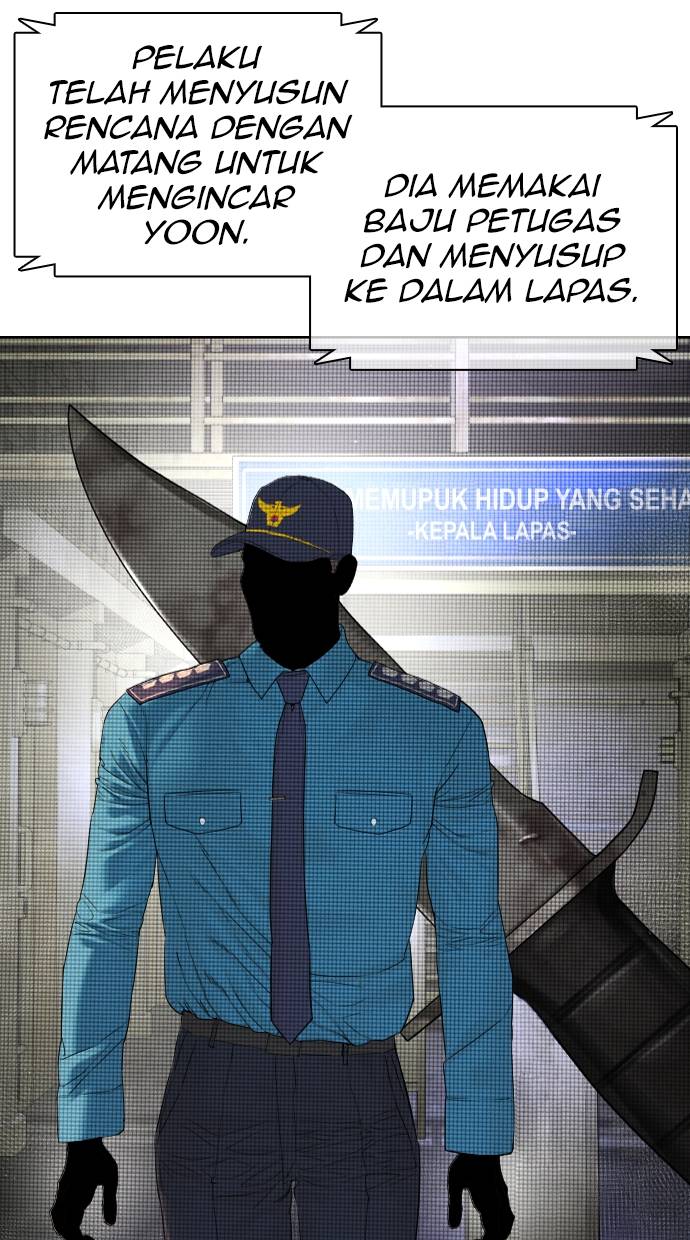 PELAKU
TELAH MENYUSUN
RENCANA DENGAN
MATANG UNTUK
MENGINCAR
YOON.
DIA MEMAKAI
BAJU PETUGAS
DAN MENYUSUP
KE DALAM LAPAS.
MEMUPUK HIDUP YANG SEHA
-KEPALA LAPAS-